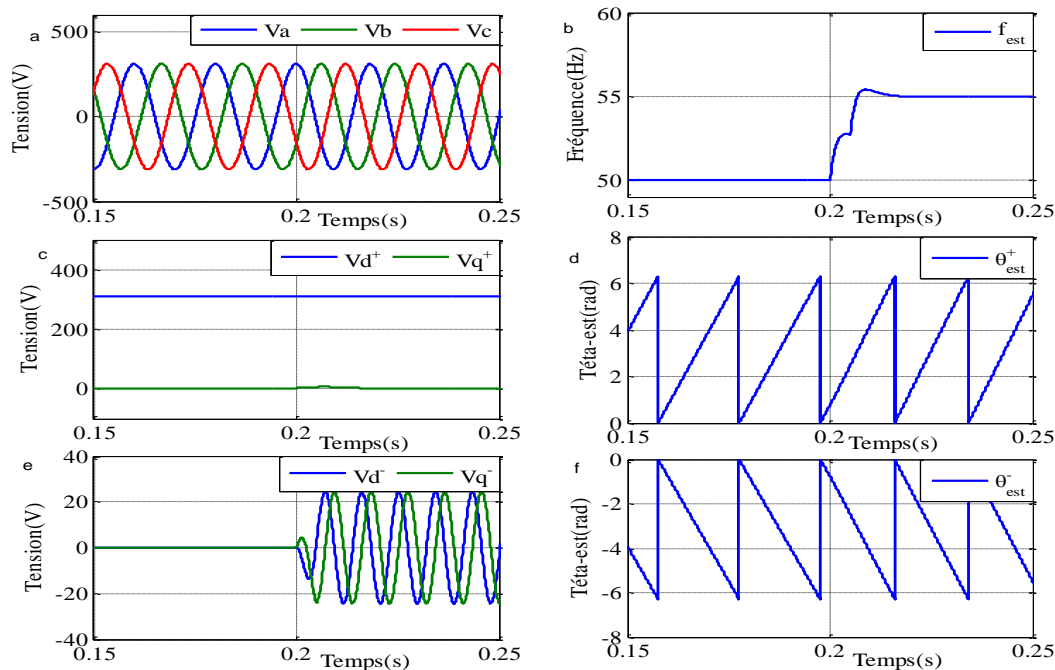 a
Va Vb Vc
Tension(V)
500
0
-500
0.15 0.2 0.25
Temps(s)
b
f_est
Fréquence(Hz)
60
55
50
0.15 0.2 0.25
Temps(s)
c
Vd⁺ Vq⁺
Tension(V)
400
200
0
0.15 0.2 0.25
Temps(s)
d
θ⁺est
Téta-est(rad)
8
6
4
2
0
0.15 0.2 0.25
Temps(s)
e
Vd⁻ Vq⁻
Tension(V)
40
20
0
-20
-40
0.15 0.2 0.25
Temps(s)
f
θ⁻est
Téta-est(rad)
0
-2
-4
-6
-8
0.15 0.2 0.25
Temps(s)